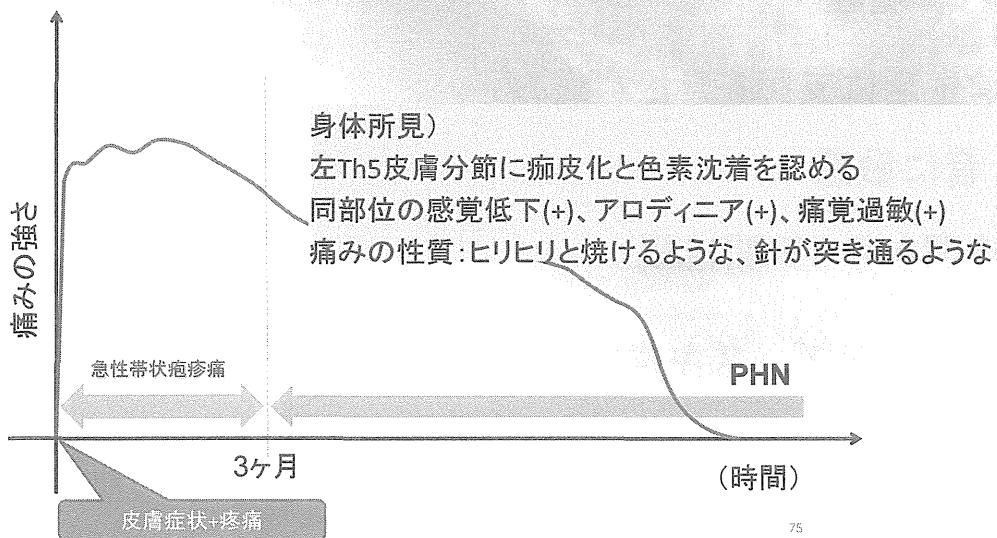 身体所見)
左Th5皮膚分節に痂皮化と色素沈着を認める
同部位の感覚低下(+)、アロディニア(+)、痛覚過敏(+)
痛みの性質:ヒリヒリと焼けるような、針が突き通るような
痛みの強さ
急性帯状疱疹痛
PHN
3ヶ月
(時間)
皮膚症状+疼痛
75